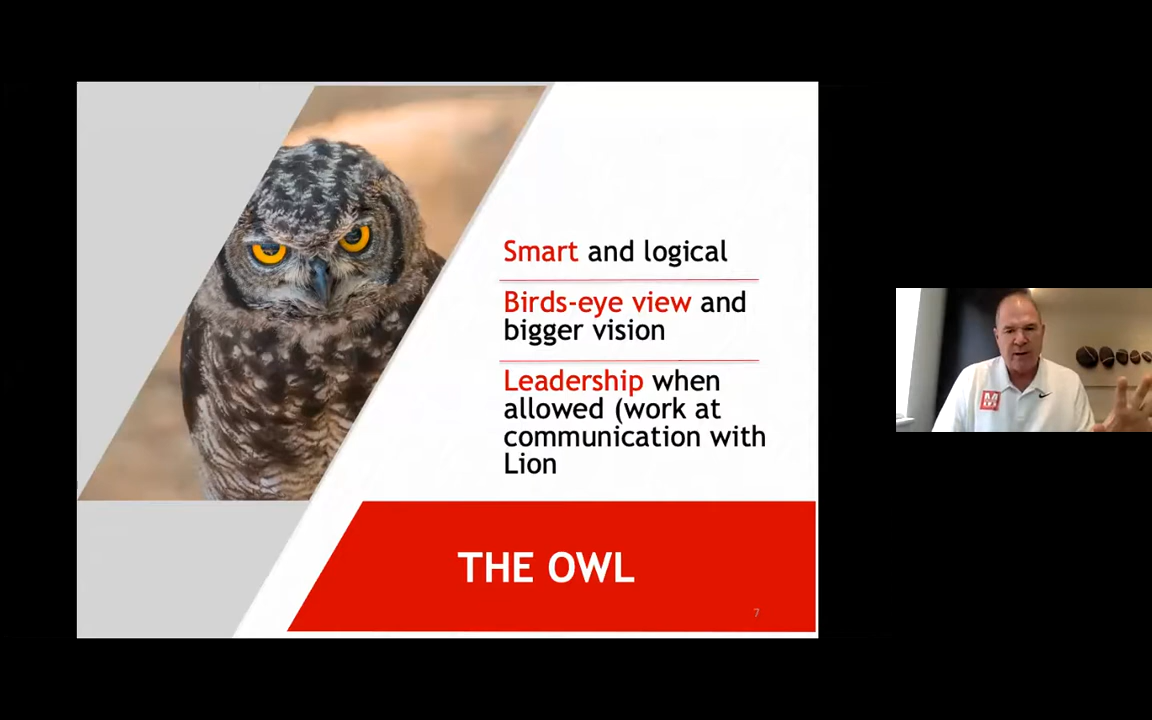 Smart and logical
Birds-eye view and
bigger vision
Leadership when
allowed (work at
communication with
Lion
THE OWL
7